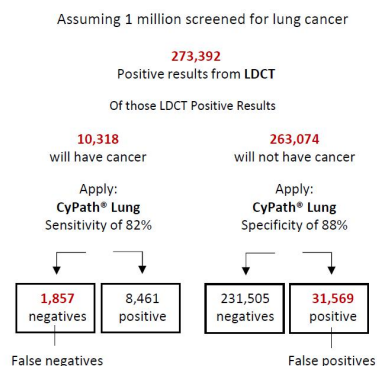 Assuming 1 million screened for lung cancer
273,392
Positive results from LDCT
Of those LDCT Positive Results
10,318
will have cancer
Apply:
CyPath® Lung
Sensitivity of 82%
263,074
will not have cancer
Apply:
CyPath® Lung
Specificity of 88%
1,857
negatives
8,461
positive
231,505
negatives
31,569
positive
False negatives
False positives